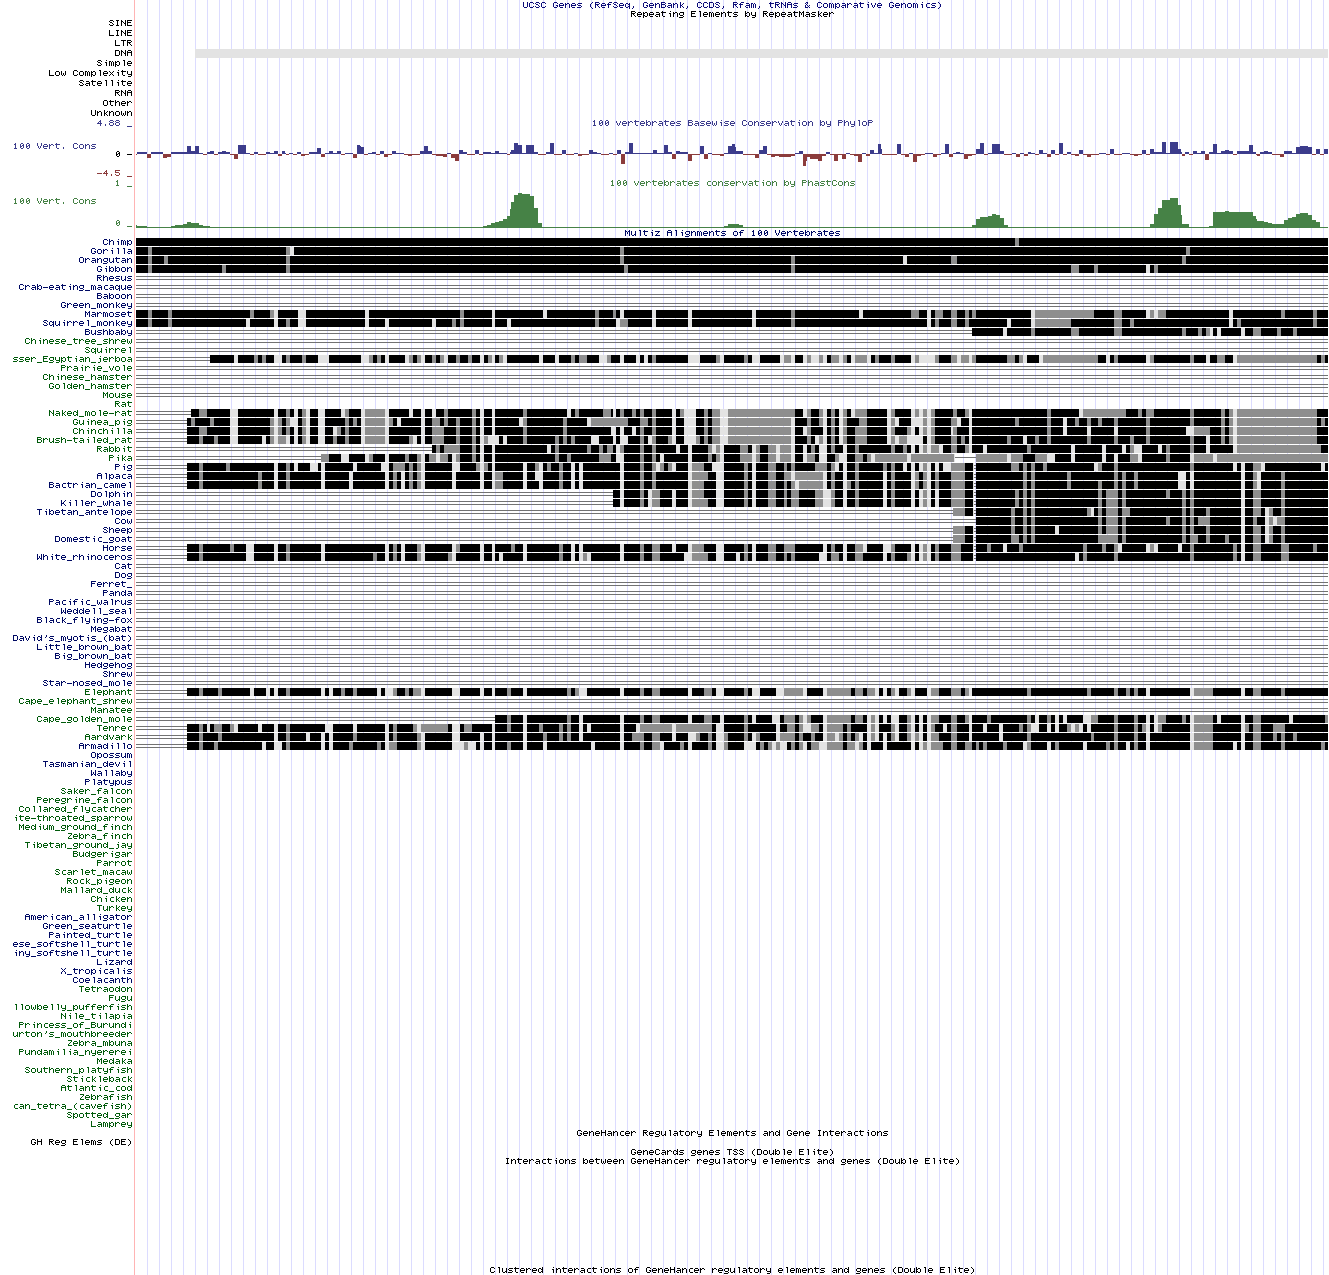 UCSC Genes (RefSeq, GenBank, CCDS, Rfam, tRNAs & Comparative Genomics)
Repeating Elements by RepeatMasker
SINE
LINE
LTR
DNA
Simple
Low Complexity
Satellite
RNA
Other
Unknown
4.88 _
100 vertebrates Basewise Conservation by PhyloP
100 Vert. Cons
0 _
-4.5 _
100 vertebrates conservation by PhastCons
1 _
100 Vert. Cons
0 _
Multiz Alignments of 100 Vertebrates
Chimp
Gorilla
Orangutan
Gibbon
Rhesus
Crab-eating_macaque
Baboon
Green_monkey
Marmoset
Squirrel_monkey
Bushbaby
Chinese_tree_shrew
Squirrel
sser_Egyptian_jerboa
Prairie_vole
Chinese_hamster
Golden_hamster
Mouse
Rat
Naked_mole-rat
Guinea_pig
Chinchilla
Brush-tailed_rat
Rabbit
Pika
Pig
Alpaca
Bactrian_camel
Dolphin
Killer_whale
Tibetan_antelope
Cow
Sheep
Domestic_goat
Horse
White_rhinoceros
Cat
Dog
Ferret_
Panda
Pacific_walrus
Weddell_seal
Black_flying-fox
Megabat
David's_myotis_(bat)
Little_brown_bat
Big_brown_bat
Hedgehog
Shrew
Star-nosed_mole
Elephant
Cape_elephant_shrew
Manatee
Cape_golden_mole
Tenrec
Aardvark
Armadillo
Opossum
Tasmanian_devil
Wallaby
Platypus
Saker_falcon
Peregrine_falcon
Collared_flycatcher
ite-throated_sparrow
Medium_ground_finch
Zebra_finch
Tibetan_ground_jay
Budgerigar
Parrot
Scarlet_macaw
Rock_pigeon
Mallard_duck
Chicken
Turkey
American_alligator
Green_seaturtle
Painted_turtle
ese_softshell_turtle
iny_softshell_turtle
Lizard
X_tropicalis
Coelacanth
Tetraodon
Fugu
llowbelly_pufferfish
Nile_tilapia
Princess_of_Burundi
urton's_mouthbreeder
Zebra_mbuna
Pundamilia_nyererei
Medaka
Southern_platyfish
Stickleback
Atlantic_cod
Zebrafish
can_tetra_(cavefish)
Spotted_gar
Lamprey
GeneHancer Regulatory Elements and Gene Interactions
GH Reg Elems (DE)
GeneCards genes TSS (Double Elite)
Interactions between GeneHancer regulatory elements and genes (Double Elite)
Clustered interactions of GeneHancer regulatory elements and genes (Double Elite)